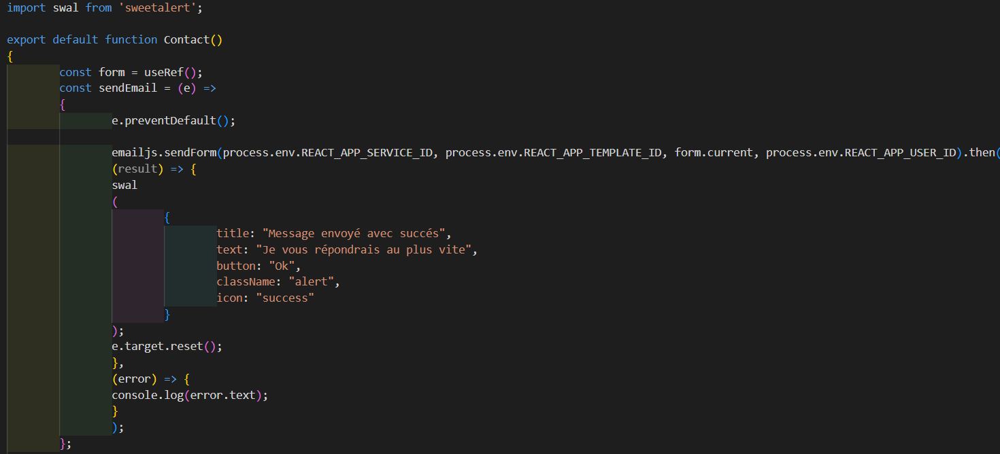 import swal from 'sweetalert';
export default function Contact()
{
const form = useRef();
const sendEmail = (e) =>
{
e.preventDefault();
emailjs.sendForm(process.env.REACT_APP_SERVICE_ID, process.env.REACT_APP_TEMPLATE_ID, form.current, process.env.REACT_APP_USER_ID).then(
(result) => {
swal
(
{
title: "Message envoyé avec succés",
text: "Je vous répondrais au plus vite",
button: "Ok",
className: "alert",
icon: "success"
}
);
e.target.reset();
},
(error) => {
console.log(error.text);
}
);
};